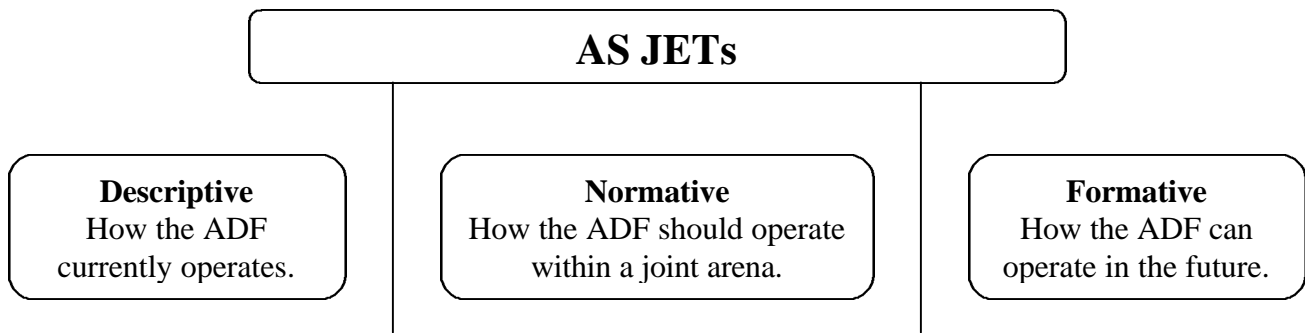 AS JETs
Descriptive
How the ADF
currently operates.
Normative
How the ADF should operate
within a joint arena.
Formative
How the ADF can
operate in the future.